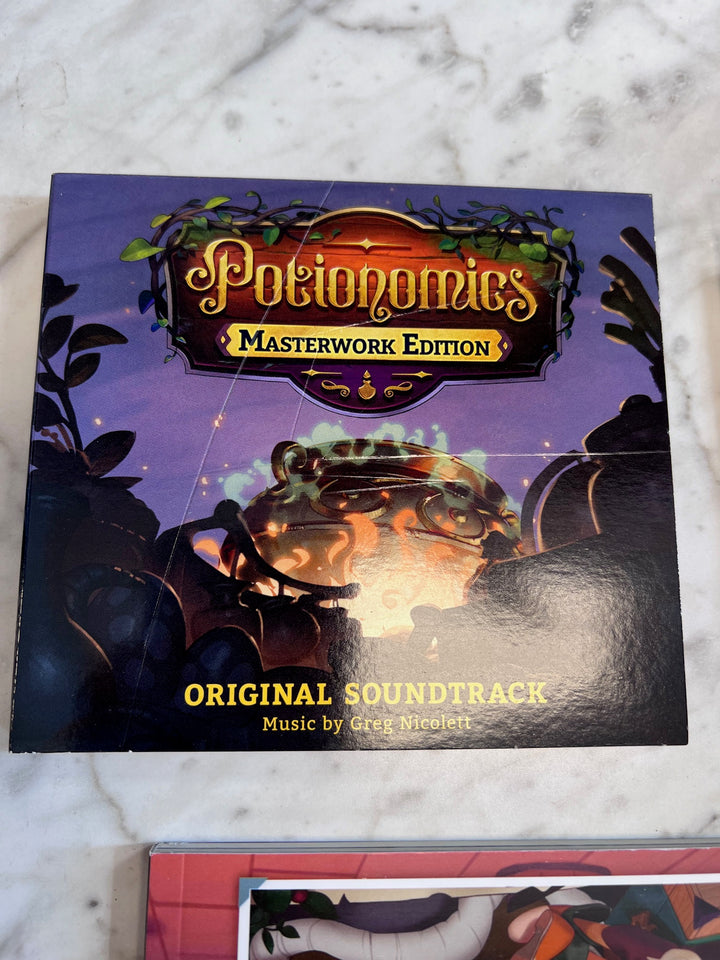 Potionomics
Masterwork Edition
ORIGINAL SOUNDTRACK
Music by Greg Nicolett